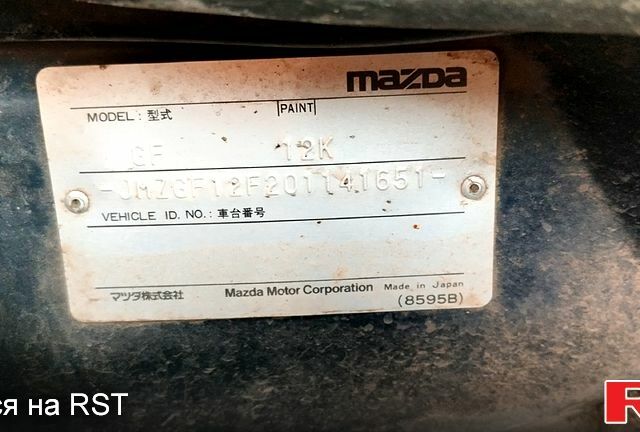 mazda
MODEL: 型式 PAINT
GF 12K
-JMZGF12F201141651-
VEHICLE ID. NO.: 車台番号
マツダ株式会社 Mazda Motor Corporation Made in Japan
(8595B)
ся на RST
R